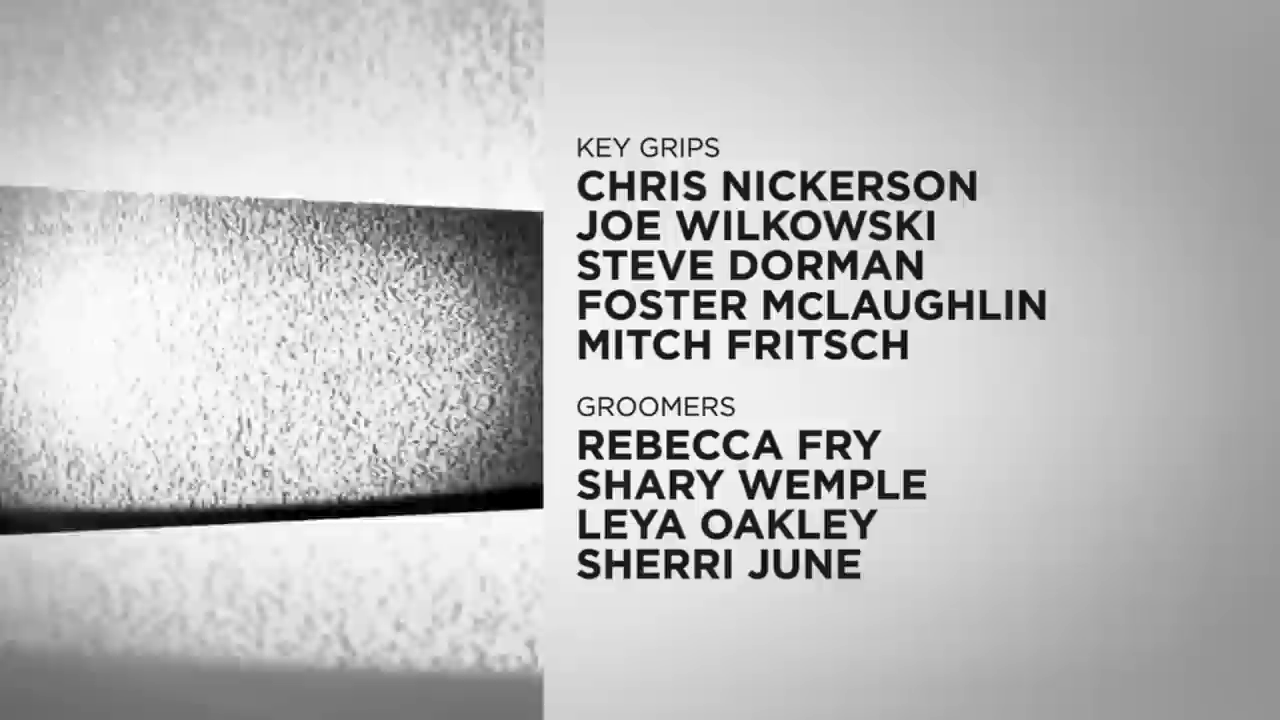 KEY GRIPS
CHRIS NICKERSON
JOE WILKOWSKI
STEVE DORMAN
FOSTER MCLAUGHLIN
MITCH FRITSCH
GROOMERS
REBECCA FRY
SHARY WEMPLE
LEYA OAKLEY
SHERRI JUNE